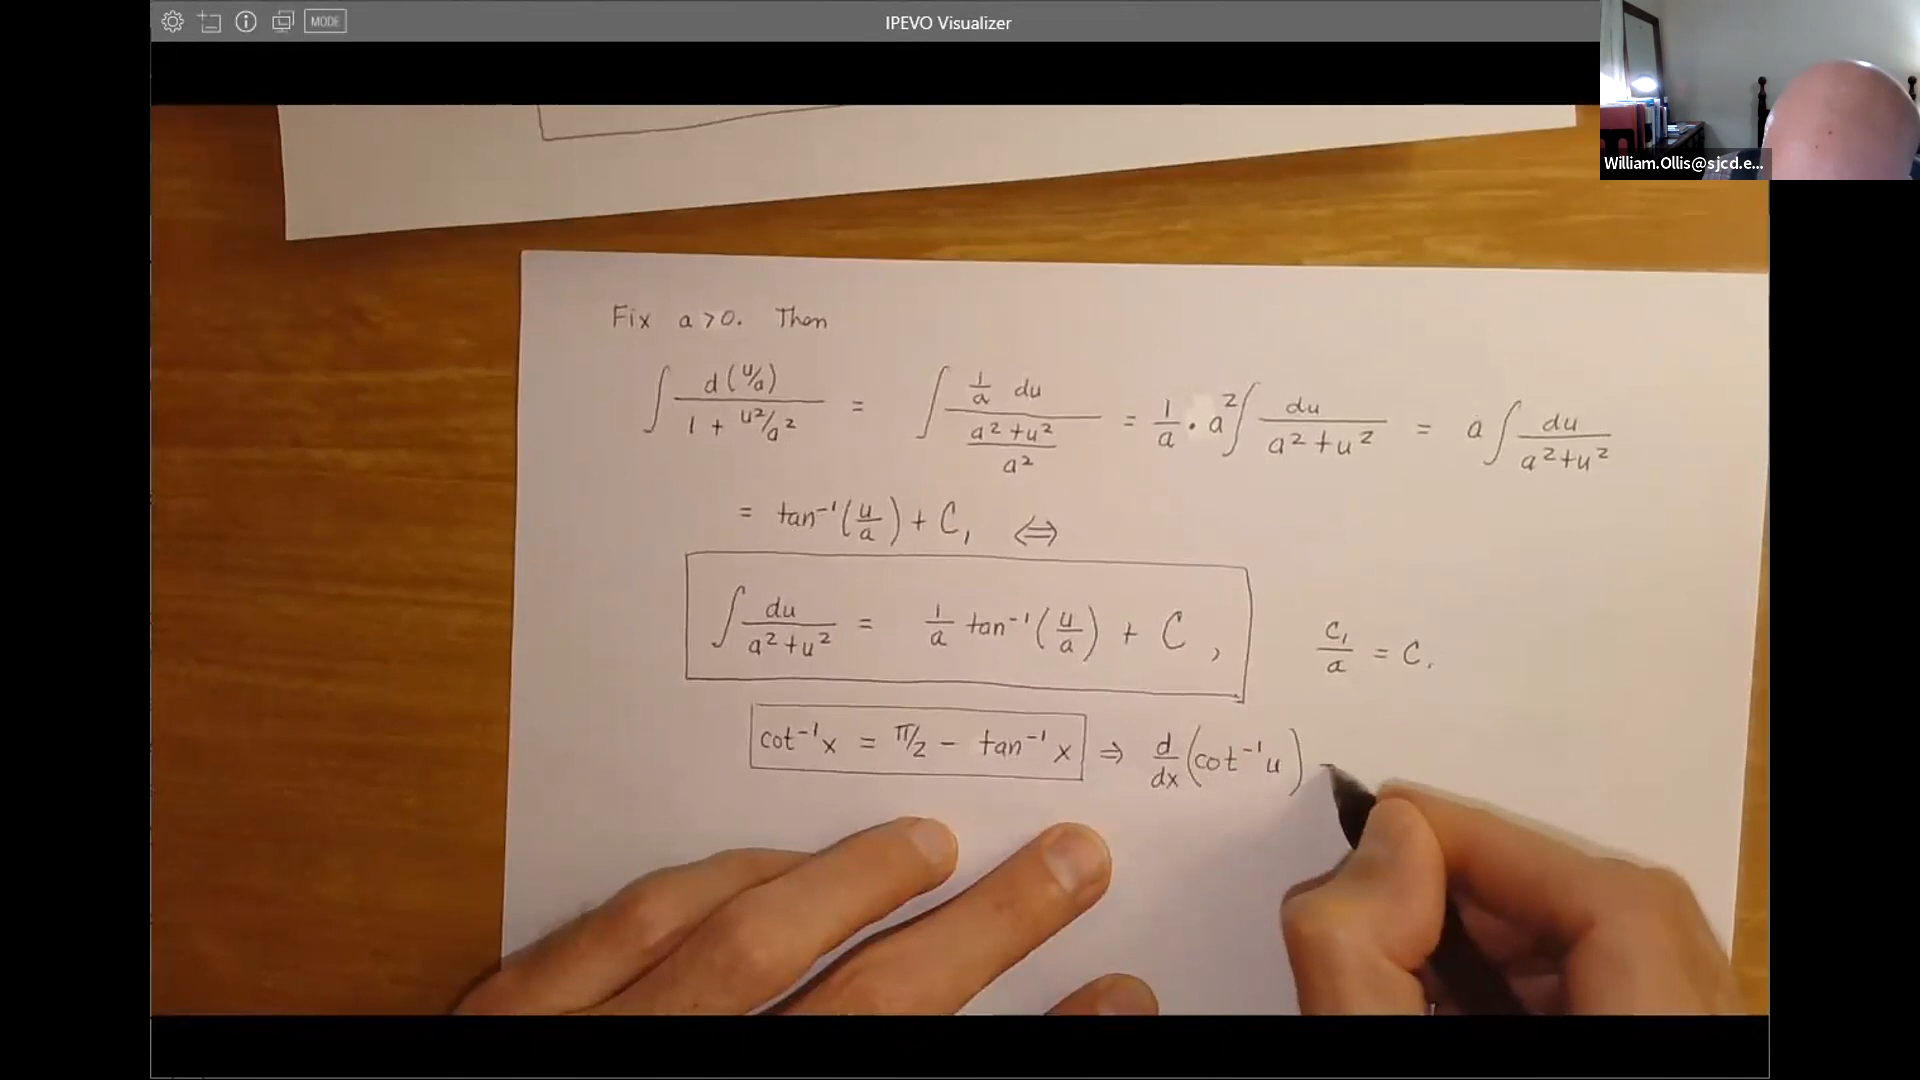 MODE
IPEVO Visualizer
William.Ollis@sjcd.e...
Fix a > 0. Then
∫ d(u/a) / (1 + u²/a²) = ∫ (1/a du) / ((a² + u²)/a²) = 1/a · a² ∫ du/(a² + u²) = a ∫ du/(a² + u²)
= tan⁻¹(u/a) + C₁ ⇔
∫ du/(a² + u²) = 1/a tan⁻¹(u/a) + C , C₁/a = C.
cot⁻¹x = π/2 − tan⁻¹x ⇒ d/dx (cot⁻¹u)